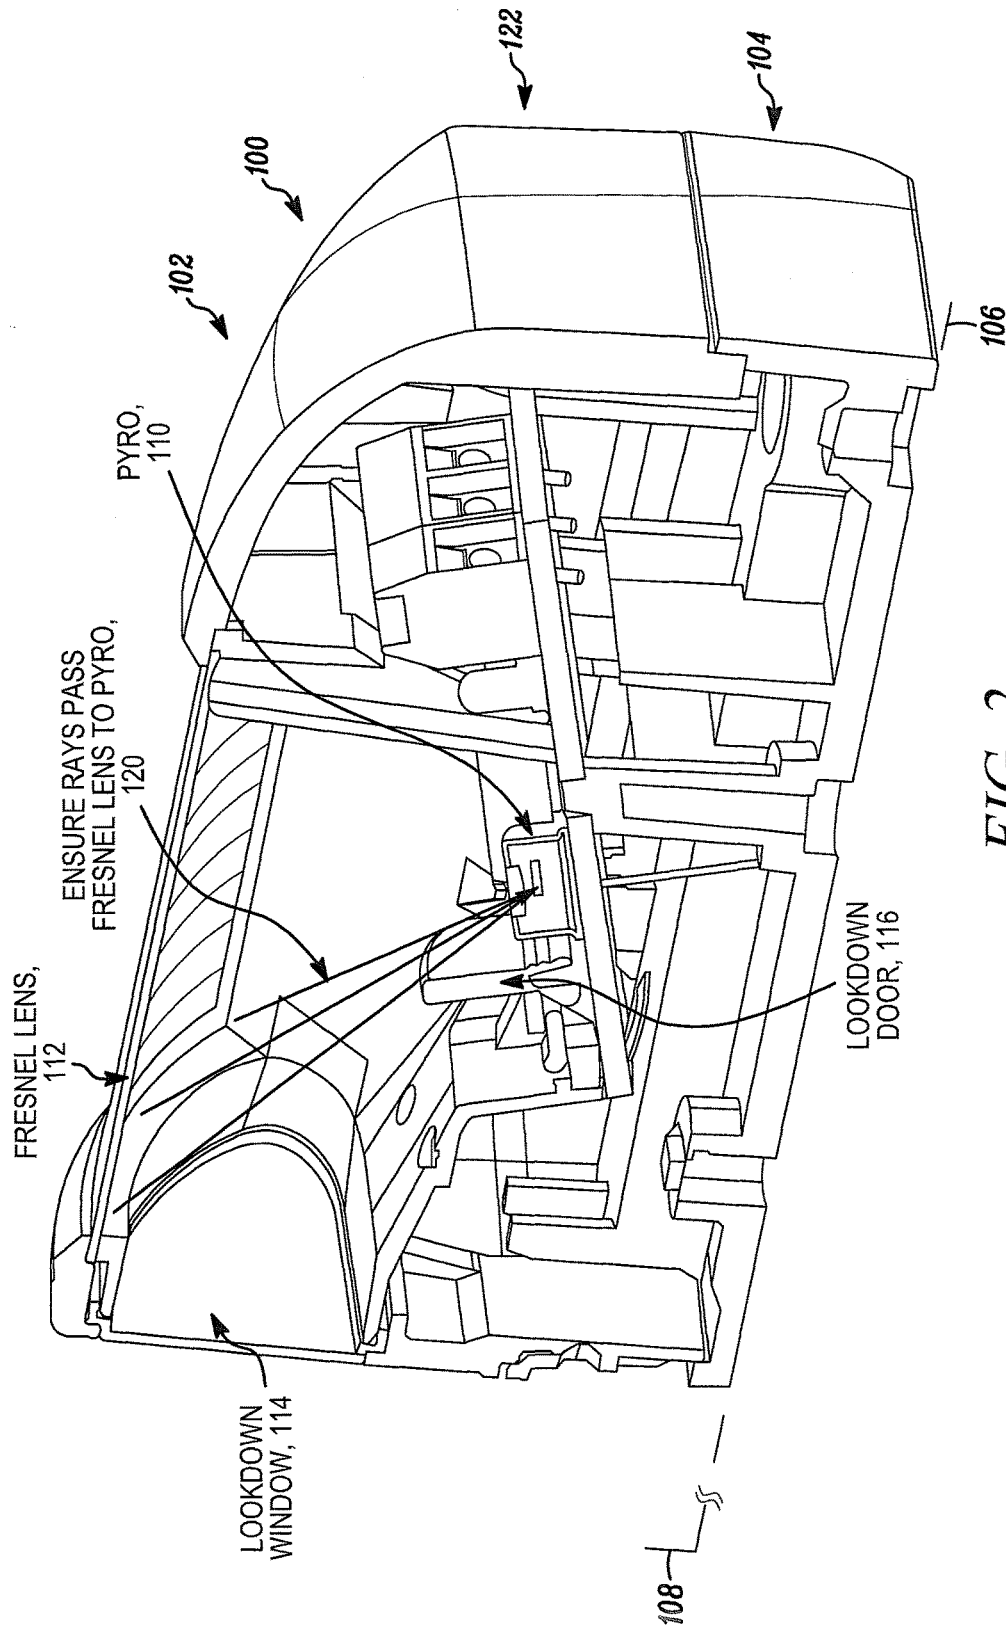 122
104
100
102
106
PYRO,
110
ENSURE RAYS PASS
FRESNEL LENS TO PYRO,
120
FRESNEL LENS,
112
LOOKDOWN
DOOR, 116
LOOKDOWN
WINDOW, 114
108
FIG. 2